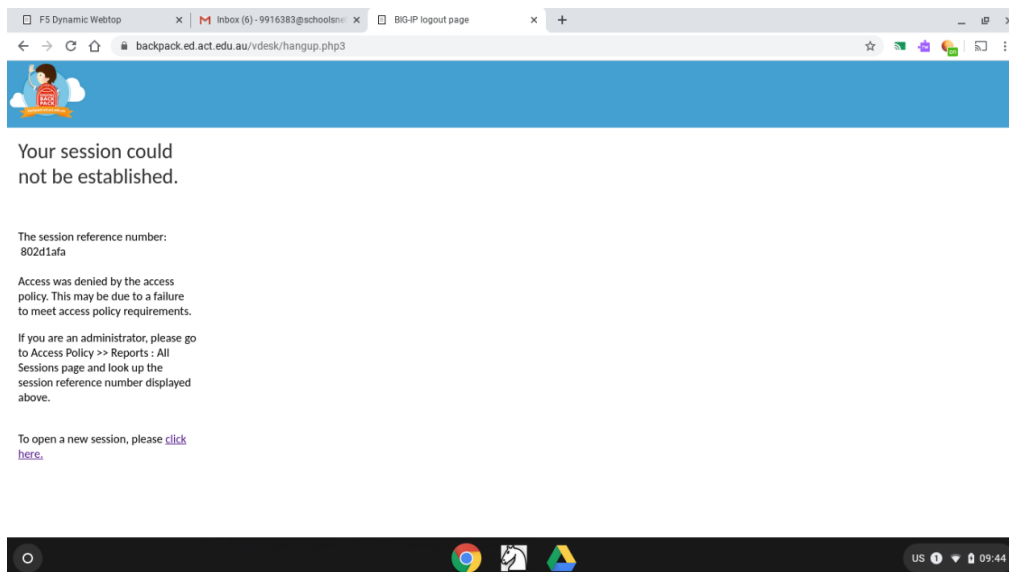 F5 Dynamic Webtop
Inbox (6) - 9916383@schoolsnet
BIG-IP logout page
backpack.ed.act.edu.au/vdesk/hangup.php3
BACK
PACK
Your session could
not be established.
The session reference number:
802d1afa
Access was denied by the access
policy. This may be due to a failure
to meet access policy requirements.
If you are an administrator, please go
to Access Policy >> Reports : All
Sessions page and look up the
session reference number displayed
above.
To open a new session, please click
here.
US 1 09:44